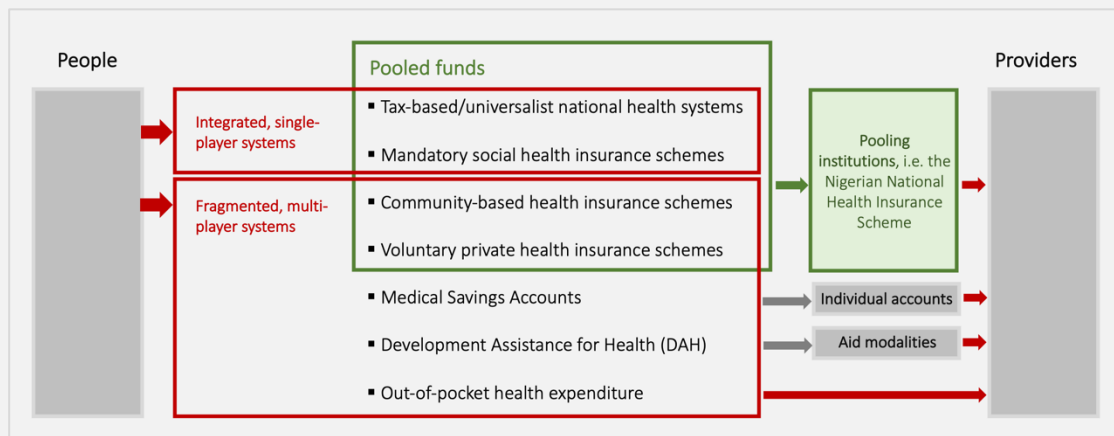 People
Pooled funds
Providers
Integrated, single-
player systems
▪ Tax-based/universalist national health systems
▪ Mandatory social health insurance schemes
Fragmented, multi-
player systems
▪ Community-based health insurance schemes
▪ Voluntary private health insurance schemes
▪ Medical Savings Accounts
▪ Development Assistance for Health (DAH)
▪ Out-of-pocket health expenditure
Pooling
institutions, i.e. the
Nigerian National
Health Insurance
Scheme
Individual accounts
Aid modalities